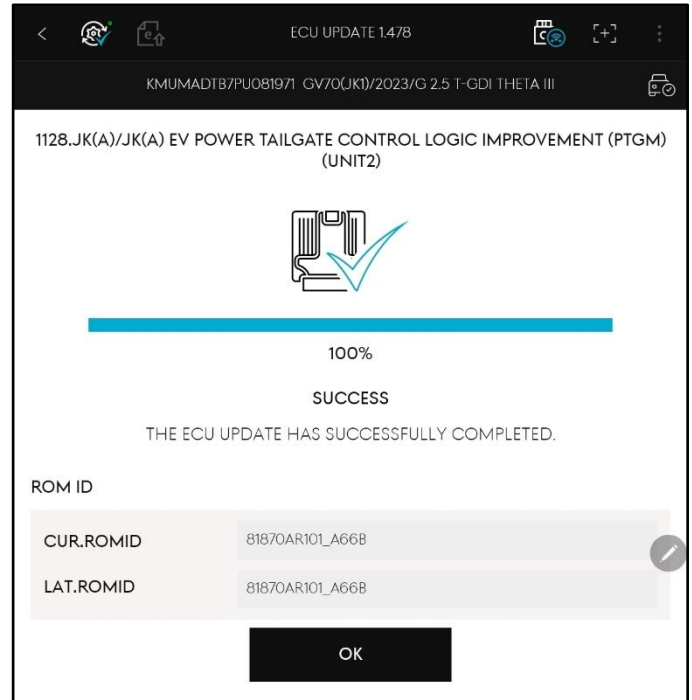 ECU UPDATE 1.478
KMUMADTB7PU081971 GV70(JK1)/2023/G 2.5 T-GDI THETA III
1128.JK(A)/JK(A) EV POWER TAILGATE CONTROL LOGIC IMPROVEMENT (PTGM)
(UNIT2)
100%
SUCCESS
THE ECU UPDATE HAS SUCCESSFULLY COMPLETED.
ROM ID
CUR.ROMID 81870AR101_A66B
LAT.ROMID 81870AR101_A66B
OK